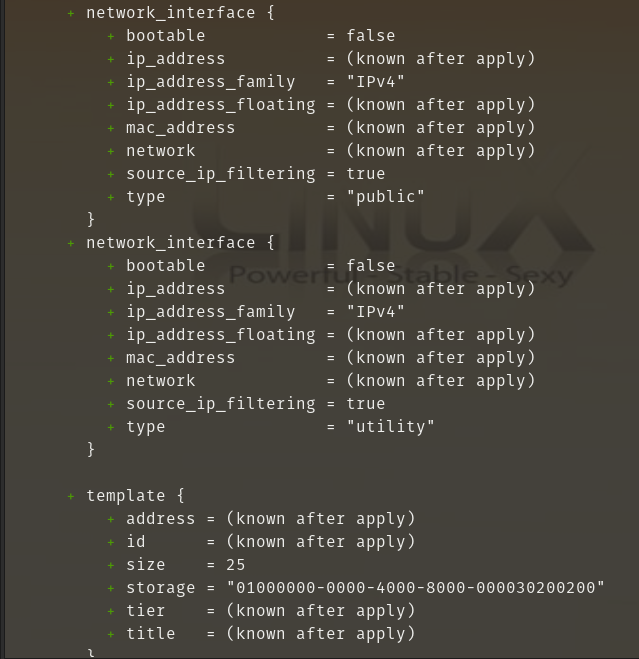 + network_interface {
+ bootable = false
+ ip_address = (known after apply)
+ ip_address_family = "IPv4"
+ ip_address_floating = (known after apply)
+ mac_address = (known after apply)
+ network = (known after apply)
+ source_ip_filtering = true
+ type = "public"
}
+ network_interface {
+ bootable = false
+ ip_address = (known after apply)
+ ip_address_family = "IPv4"
+ ip_address_floating = (known after apply)
+ mac_address = (known after apply)
+ network = (known after apply)
+ source_ip_filtering = true
+ type = "utility"
}
+ template {
+ address = (known after apply)
+ id = (known after apply)
+ size = 25
+ storage = "01000000-0000-4000-8000-000030200200"
+ tier = (known after apply)
+ title = (known after apply)
}
LINUX
Powerful - Stable - Sexy